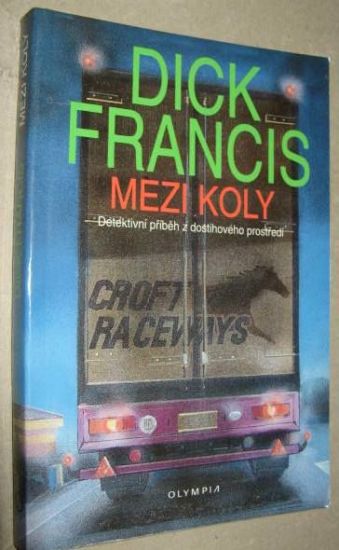 MEZI KOLY
DICK
FRANCIS
MEZI KOLY
Detektivní příběh z dostihového prostředí
CROFT
RACEWAYS
OLYMPIA